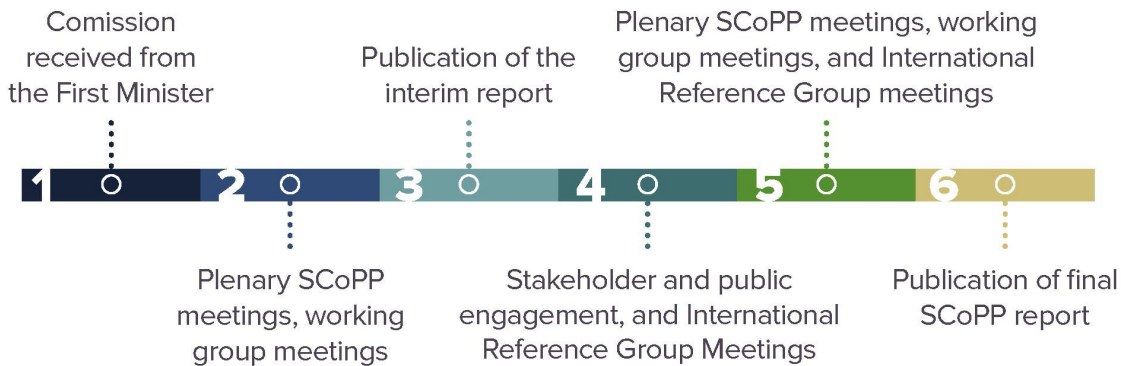 Comission
received from
the First Minister
Publication of the
interim report
Plenary SCoPP meetings, working
group meetings, and International
Reference Group meetings
1
2
3
4
5
6
Plenary SCoPP
meetings, working
group meetings
Stakeholder and public
engagement, and International
Reference Group Meetings
Publication of final
SCoPP report